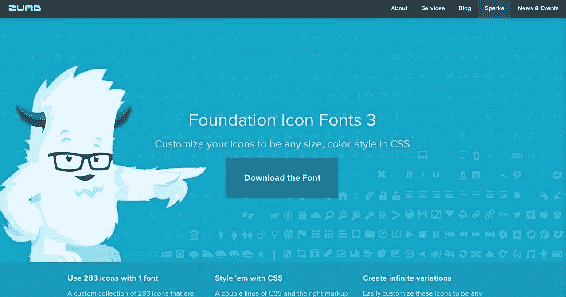 ZURB
About Services Blog Sparks News & Events
Foundation Icon Fonts 3
Customize your icons to be any size, color style in CSS
Download the Font
Use 283 icons with 1 font
Style 'em with CSS
Create infinite variations
A custom collection of 283 icons that are
A couple lines of CSS and the right markup
Easily customize these icons to be any